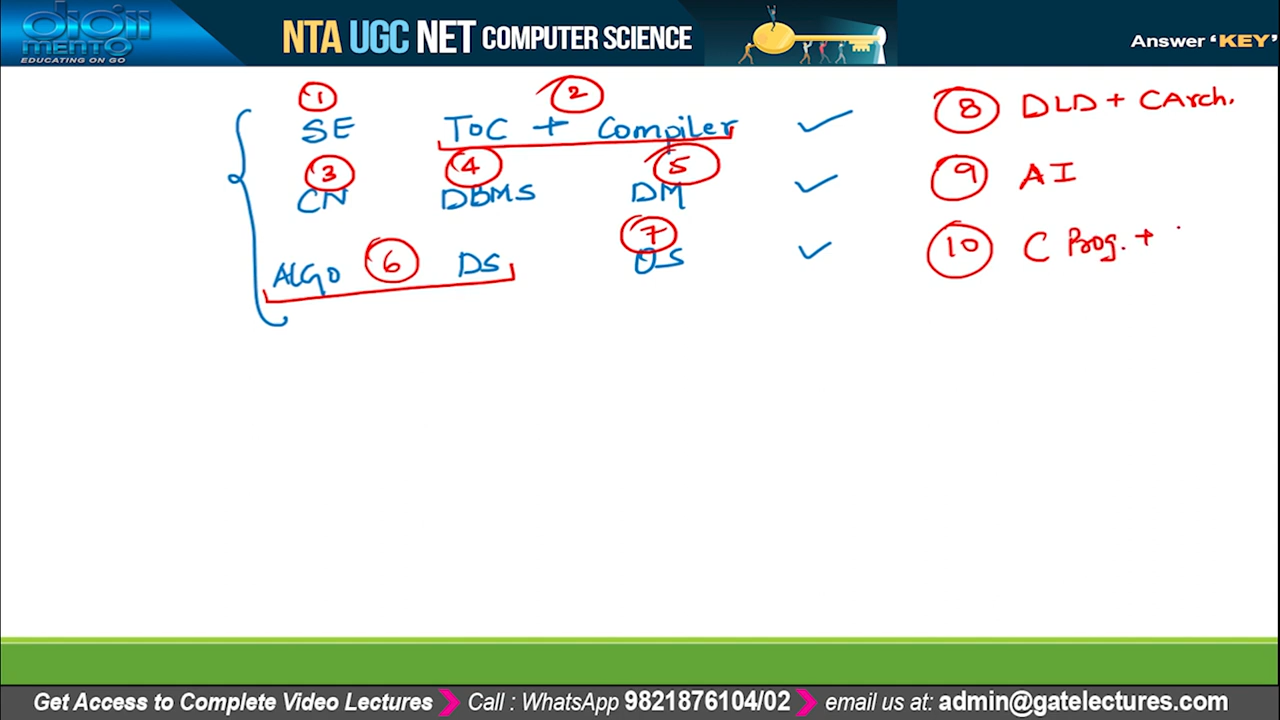 digii
MENTO
EDUCATING ON GO
NTA UGC NET COMPUTER SCIENCE
Answer ‘KEY’
1 2
SE TOC + Compiler
3 4 5
CN DBMS DM
7
ALGO 6 DS OS
8 DLD + CArch.
9 AI
10 C Prog. +
Get Access to Complete Video Lectures Call : WhatsApp 9821876104/02 email us at: admin@gatelectures.com